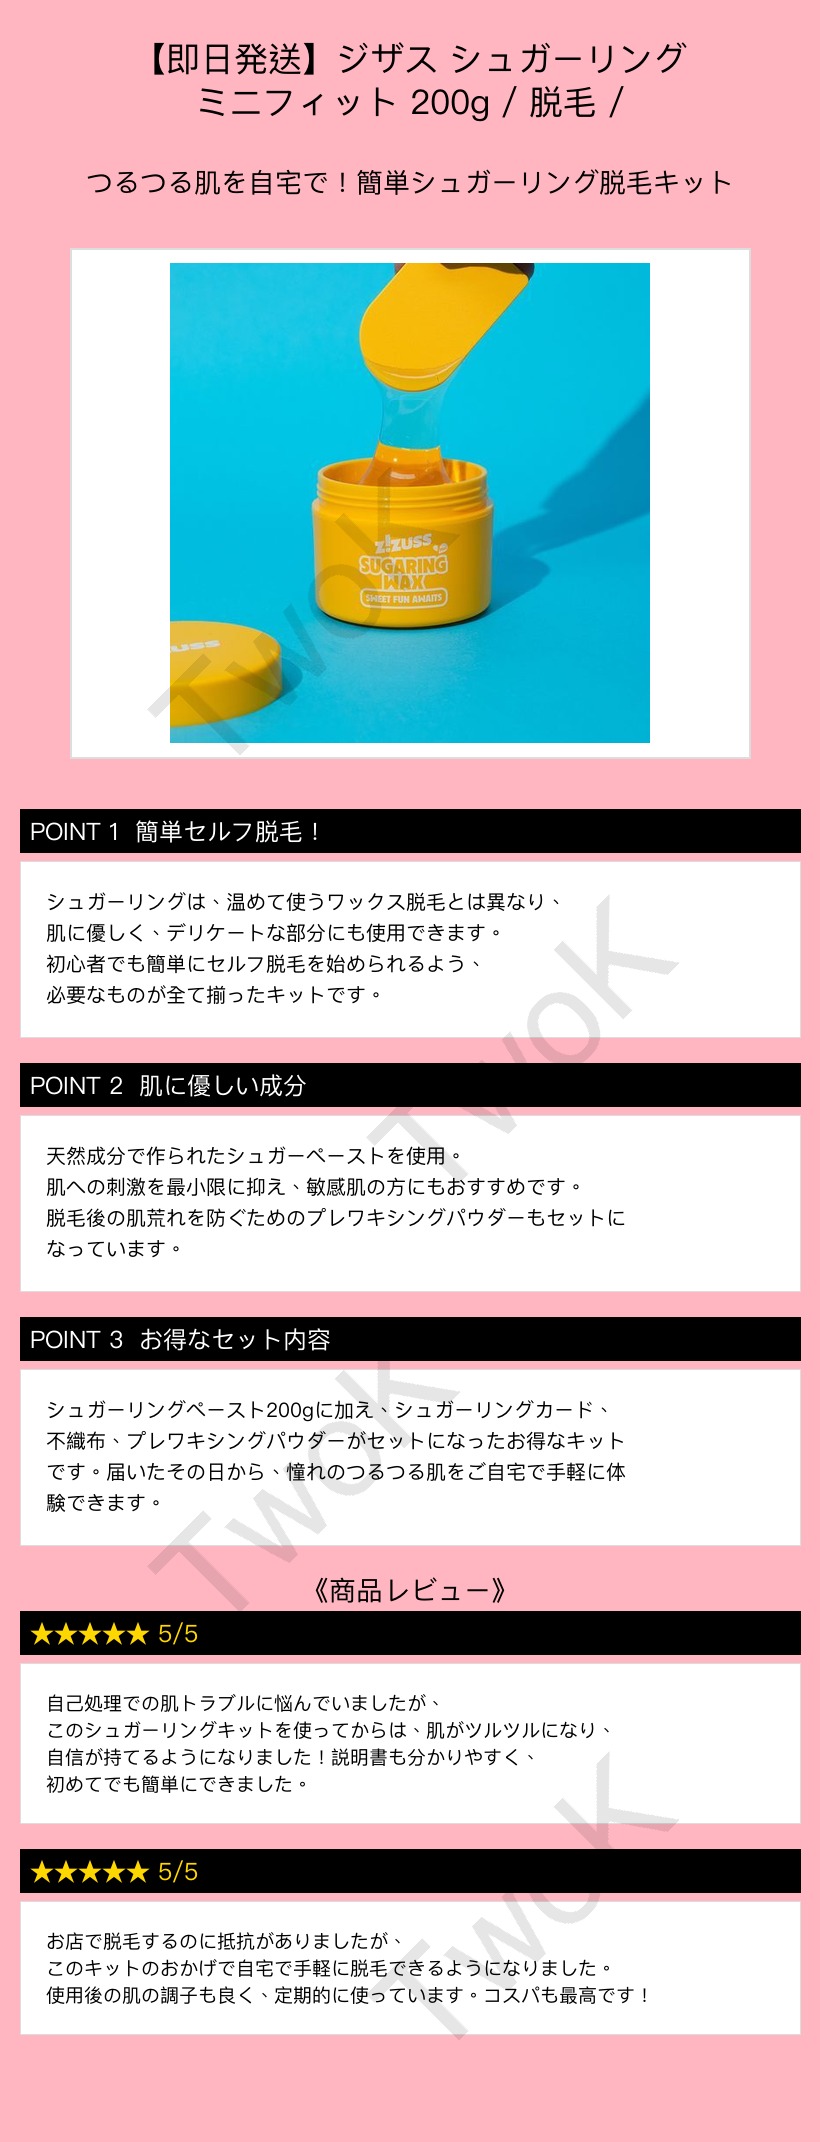 【即日発送】ジザス シュガーリング
ミニフィット 200g / 脱毛 /
つるつる肌を自宅で！簡単シュガーリング脱毛キット
Z!ZUSS
SUGARING
WAX
SWEET FUN AWAITS
USS
TwoK
POINT 1 簡単セルフ脱毛！
シュガーリングは、温めて使うワックス脱毛とは異なり、
肌に優しく、デリケートな部分にも使用できます。
初心者でも簡単にセルフ脱毛を始められるよう、
必要なものが全て揃ったキットです。
TwoK
POINT 2 肌に優しい成分
天然成分で作られたシュガーペーストを使用。
肌への刺激を最小限に抑え、敏感肌の方にもおすすめです。
脱毛後の肌荒れを防ぐためのプレワキシングパウダーもセットに
なっています。
POINT 3 お得なセット内容
シュガーリングペースト200gに加え、シュガーリングカード、
不織布、プレワキシングパウダーがセットになったお得なキット
です。届いたその日から、憧れのつるつる肌をご自宅で手軽に体
験できます。
TwoK
《商品レビュー》
★★★★★ 5/5
自己処理での肌トラブルに悩んでいましたが、
このシュガーリングキットを使ってからは、肌がツルツルになり、
自信が持てるようになりました！説明書も分かりやすく、
初めてでも簡単にできました。
★★★★★ 5/5
お店で脱毛するのに抵抗がありましたが、
このキットのおかげで自宅で手軽に脱毛できるようになりました。
使用後の肌の調子も良く、定期的に使っています。コスパも最高です！
TwoK